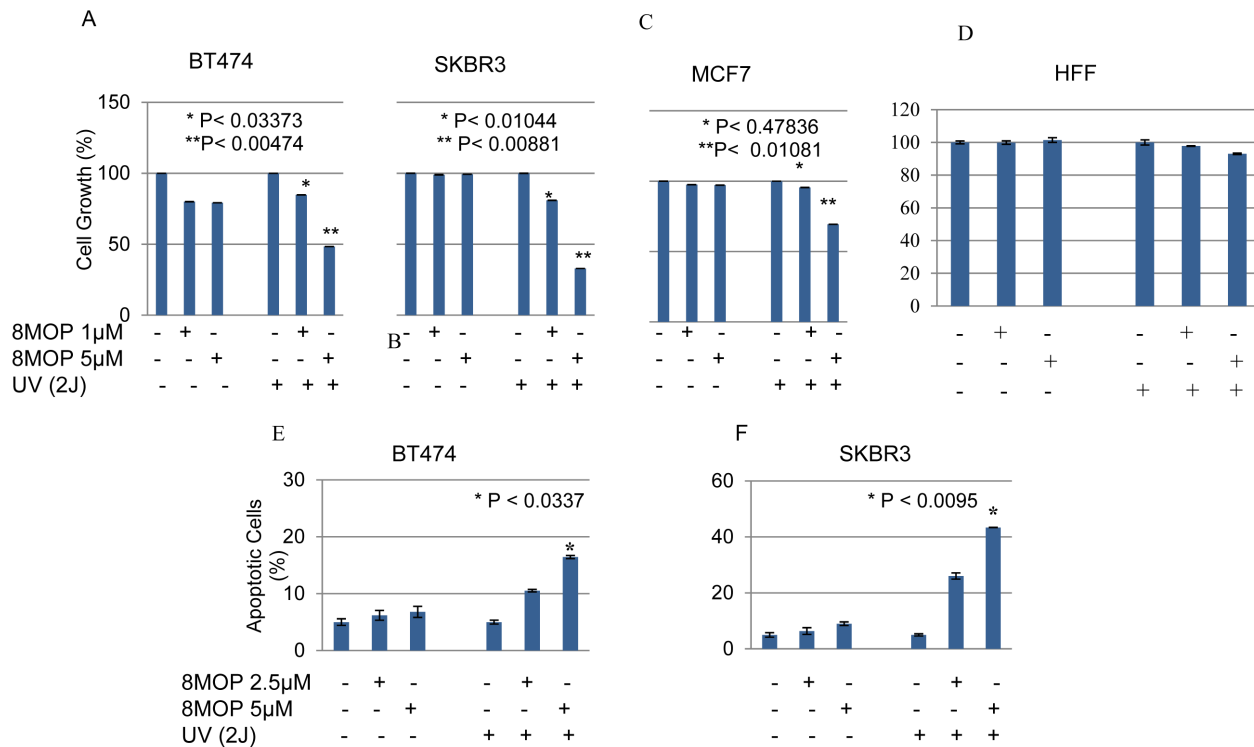 A
BT474
150
100
50
0
Cell Growth (%)
* P< 0.03373
**P< 0.00474
*
**
SKBR3
* P< 0.01044
** P< 0.00881
*
**
C
MCF7
* P< 0.47836
**P< 0.01081
*
**
D
HFF
120
100
80
60
40
20
0
B
8MOP 1μM - + - - + - - + - - + - - + - - + - - + - - + -
8MOP 5μM - - + - - + - - + - - + - - + - - + - - + - - +
UV (2J) - - - + + + - - - + + + - - - + + + - - - + + +
E
BT474
30
20
10
0
Apoptotic Cells
(%)
* P < 0.0337
*
F
SKBR3
60
40
20
0
* P < 0.0095
*
8MOP 2.5μM - + - - + - - + - - + -
8MOP 5μM - - + - - + - - + - - +
UV (2J) - - - + + + - - - + + +